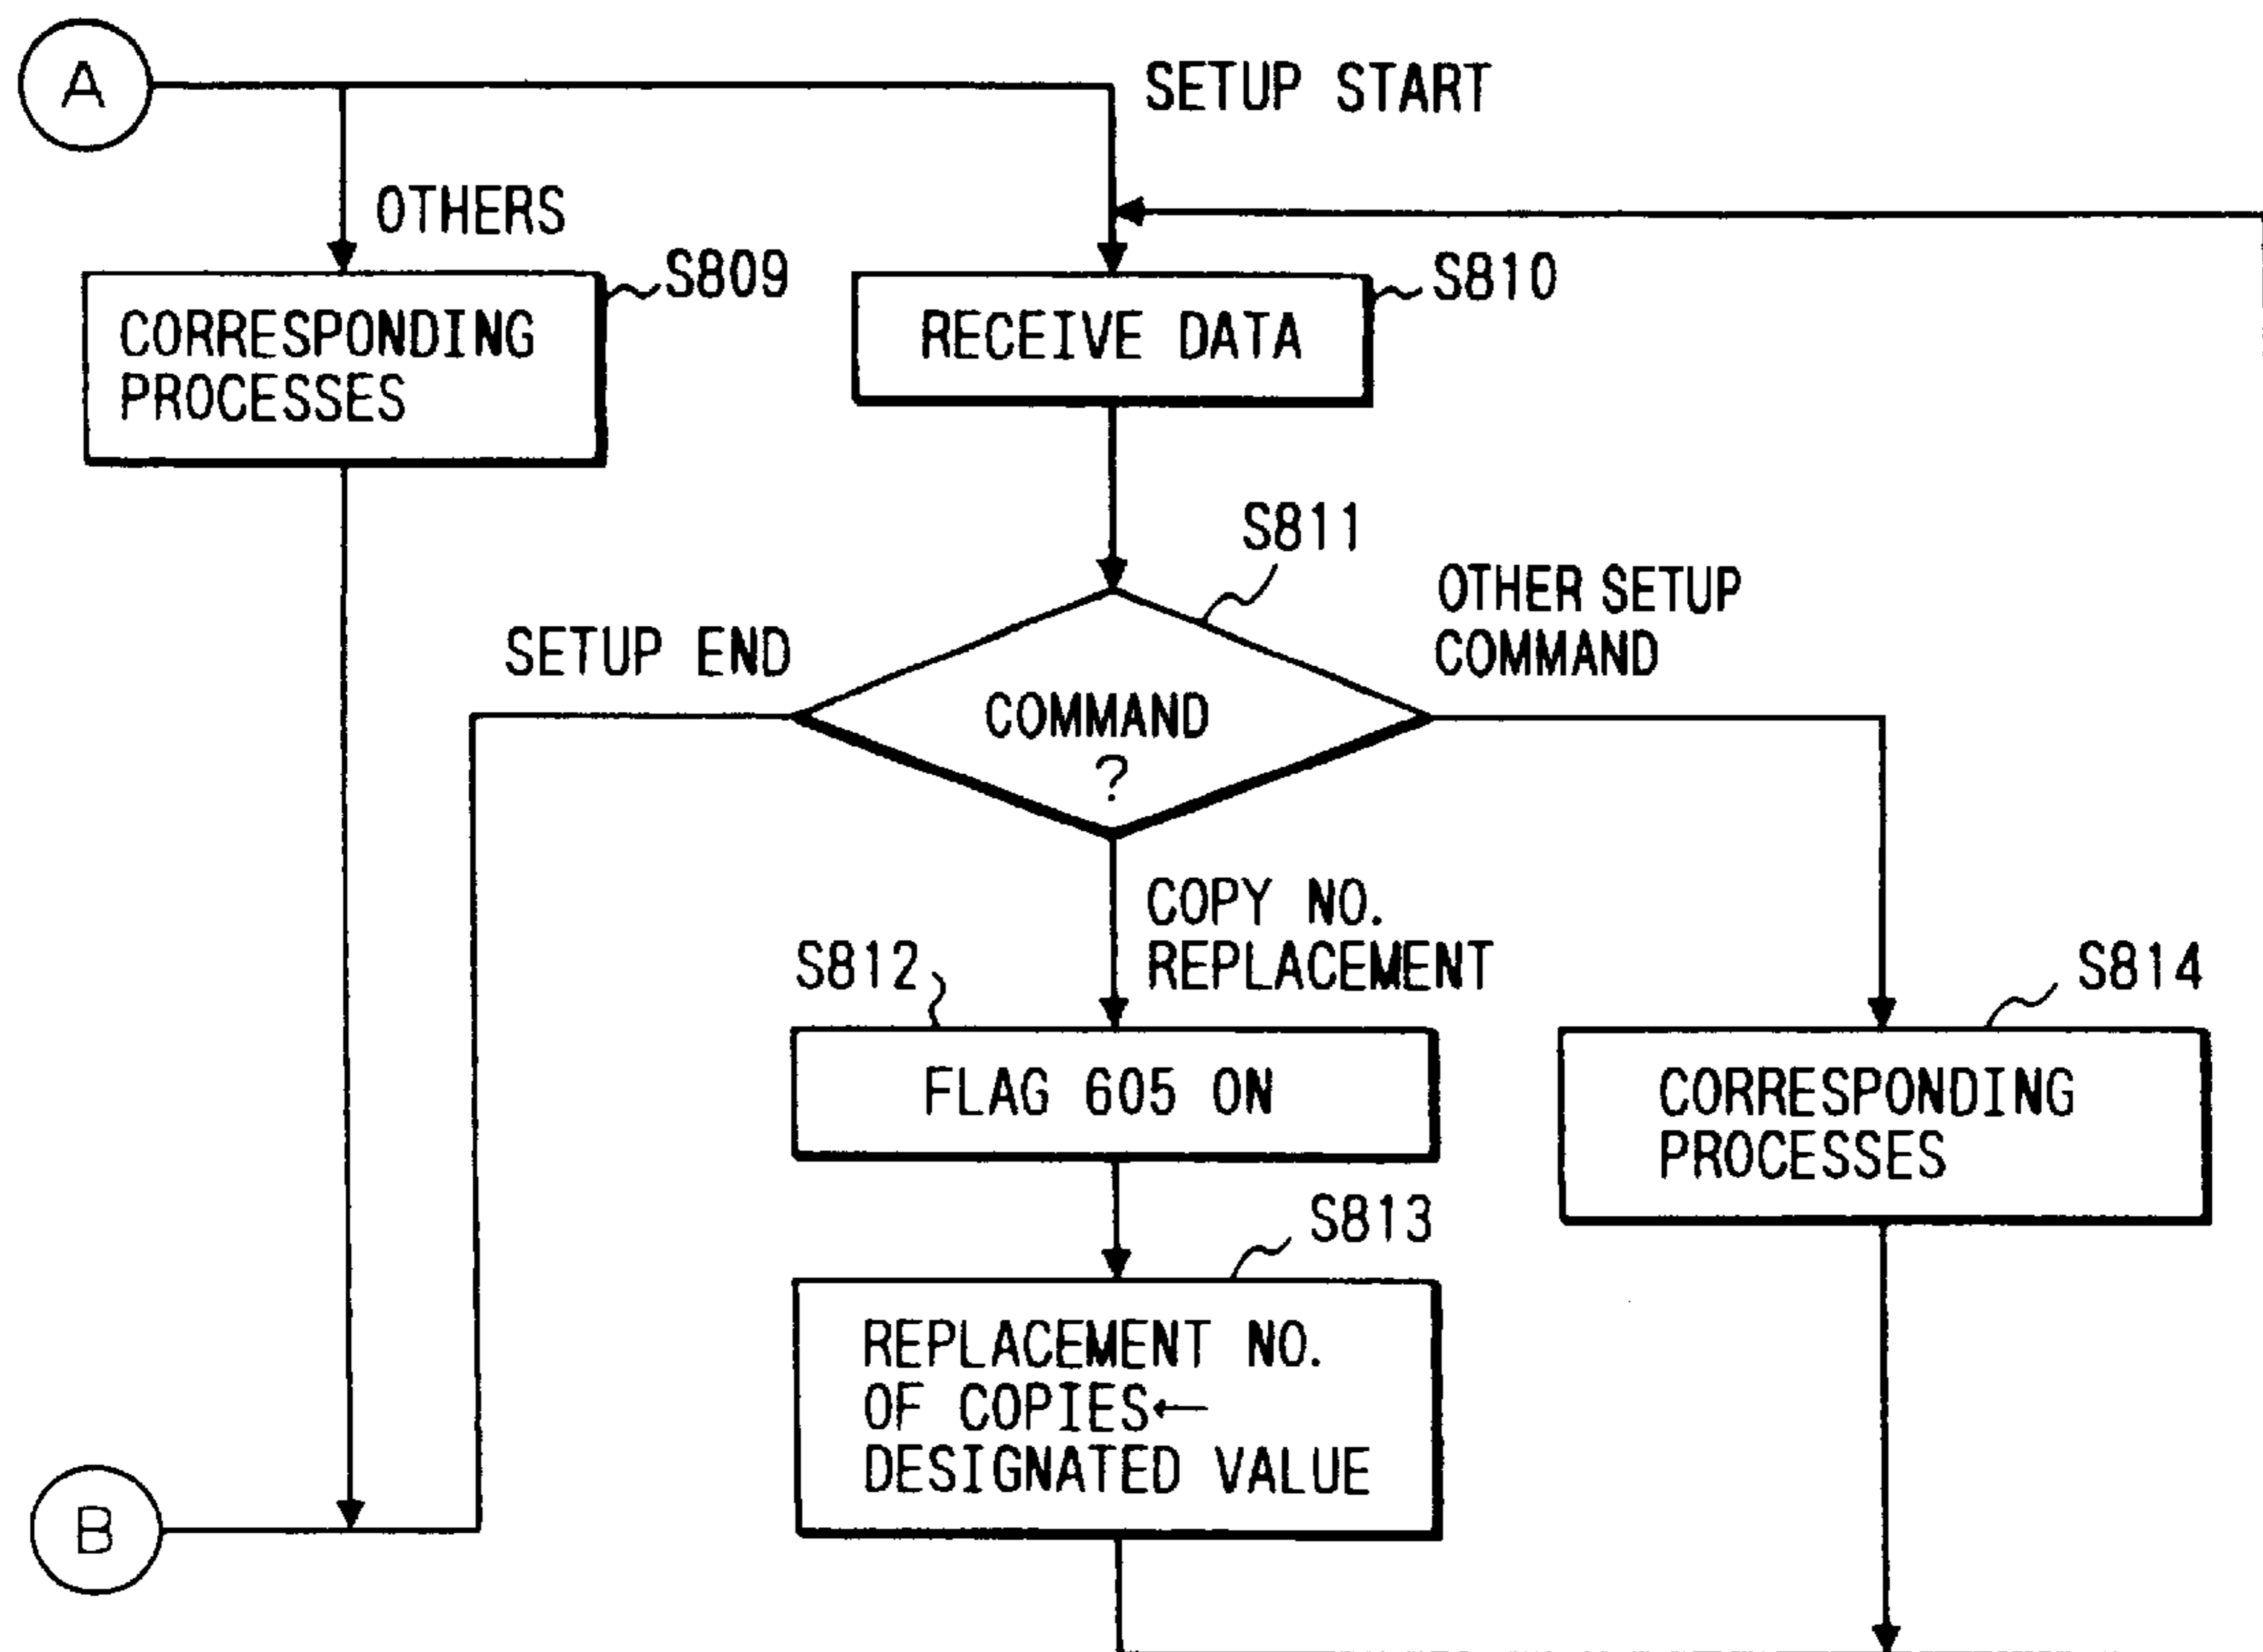 A
SETUP START
OTHERS
S809
S810
CORRESPONDING
PROCESSES
RECEIVE DATA
S811
OTHER SETUP
COMMAND
SETUP END
COMMAND
?
COPY NO.
REPLACEMENT
S812
S814
FLAG 605 ON
CORRESPONDING
PROCESSES
S813
REPLACEMENT NO.
OF COPIES←
DESIGNATED VALUE
B